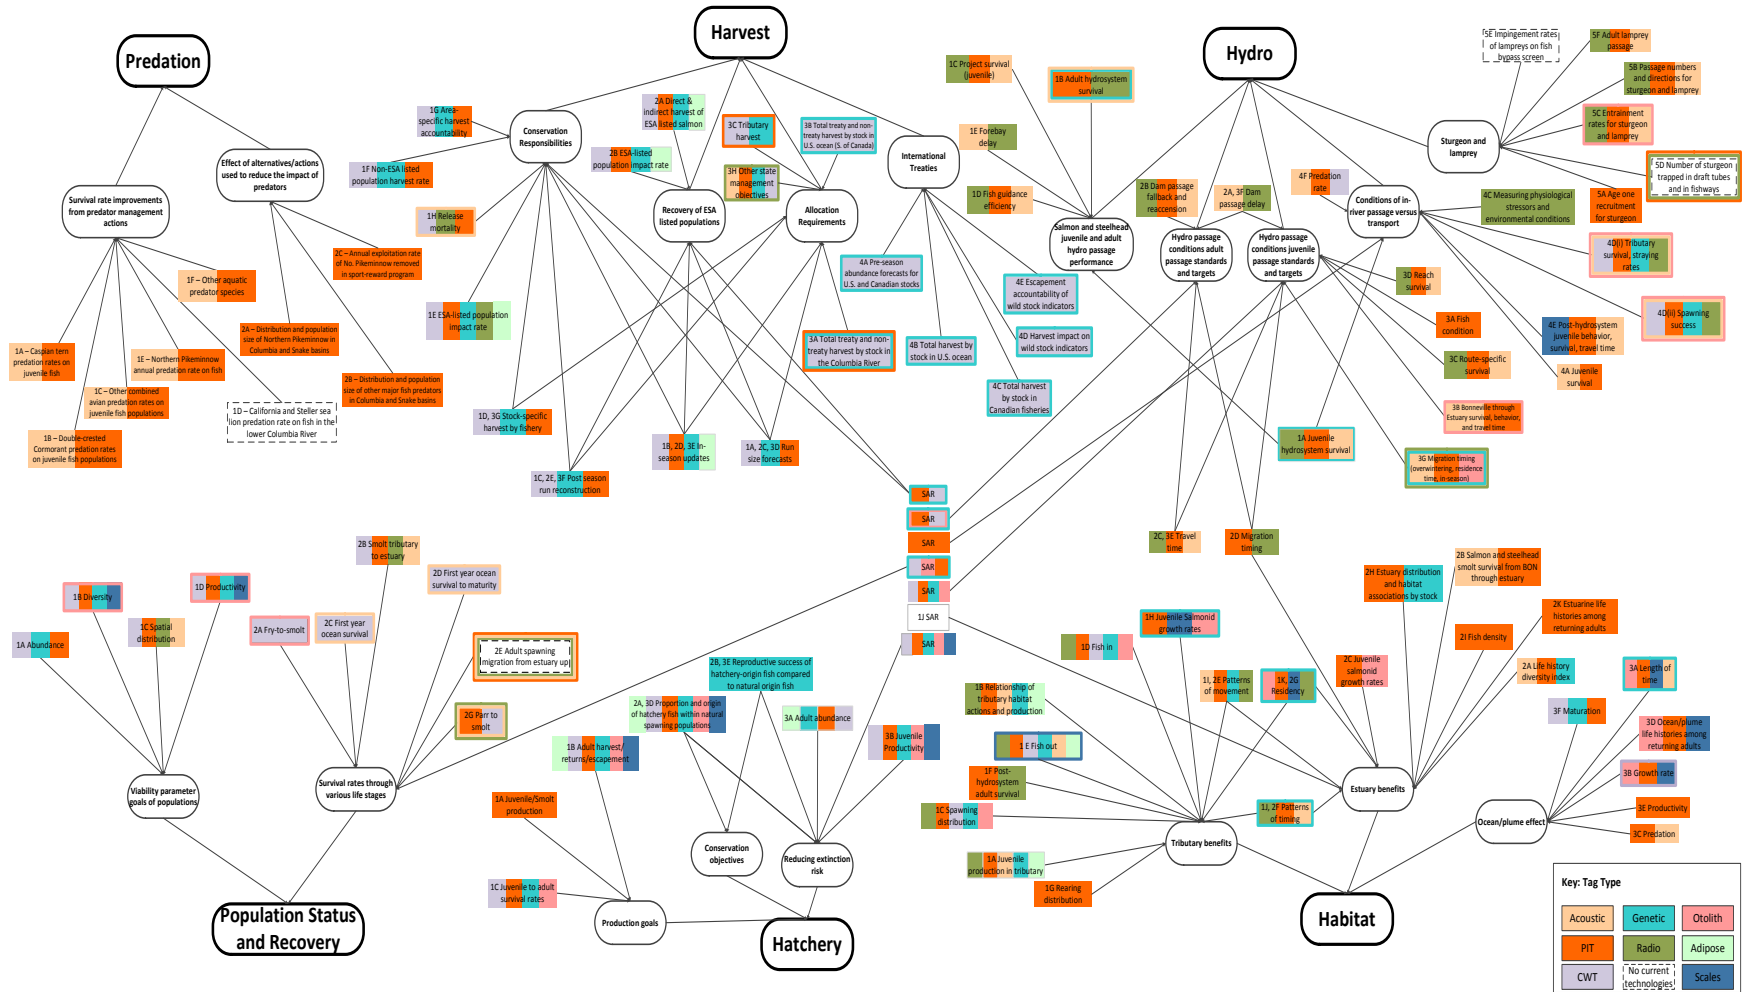 Predation
Harvest
Hydro
Survival rate improvements
from predator management
actions
Effect of alternatives/actions
used to reduce the impact of
predators
1F – Other aquatic
predator species
2C – Annual exploitation rate
of No. Pikeminnow removed
in sport-reward program
1A – Caspian tern
predation rates on
juvenile fish
1E – Northern Pikeminnow
annual predation rate on fish
2A – Distribution and population
size of Northern Pikeminnow in
Columbia and Snake basins
1C – Other combined
avian predation rates on
juvenile fish populations
2B – Distribution and population
size of other major fish predators
in Columbia and Snake basins
1D – California and Steller sea
lion predation rate on fish in the
lower Columbia River
1B – Double-crested
Cormorant predation rates
on juvenile fish populations
1G Area-
specific harvest
accountability
1F Non-ESA listed
population harvest rate
1H Release
mortality
Conservation
Responsibilities
1E ESA-listed population
impact rate
2A Direct &
indirect harvest of
ESA listed salmon
2B ESA-listed
population impact rate
Recovery of ESA
listed populations
3C Tributary
harvest
3B Total treaty and non-
treaty harvest by stock in
U.S. ocean (S. of Canada)
3H Other state
management
objectives
Allocation
Requirements
International
Treaties
4A Pre-season
abundance forecasts for
U.S. and Canadian stocks
4E Escapement
accountability of
wild stock indicators
4D Harvest impact on
wild stock indicators
4B Total harvest by
stock in U.S. ocean
4C Total harvest
by stock in
Canadian fisheries
3A Total treaty and non-
treaty harvest by stock in
the Columbia River
1D, 3G Stock-specific
harvest by fishery
1C, 2E, 3F Post season
run reconstruction
1B, 2D, 3E In-
season updates
1A, 2C, 3D Run
size forecasts
1C Project survival
(juvenile)
1B Adult hydrosystem
survival
1E Forebay
delay
1D Fish guidance
efficiency
Salmon and steelhead
juvenile and adult
hydro passage
performance
2B Dam passage
fallback and
reaccension
2A, 3F Dam
passage delay
Hydro passage
conditions adult
passage standards
and targets
Hydro passage
conditions juvenile
passage standards
and targets
4F Predation
rate
Conditions of in-
river passage versus
transport
Sturgeon and
lamprey
5E Impingement rates
of lampreys on fish
bypass screen
5F Adult lamprey
passage
5B Passage numbers
and directions for
sturgeon and lamprey
5C Entrainment
rates for sturgeon
and lamprey
5D Number of sturgeon
trapped in draft tubes
and in fishways
5A Age one
recruitment
for sturgeon
4C Measuring physiological
stressors and
environmental conditions
4D(i) Tributary
survival, straying
rates
4D(ii) Spawning
success
4E Post-hydrosystem
juvenile behavior,
survival, travel time
4A Juvenile
survival
3D Reach
survival
3A Fish
condition
3C Route-specific
survival
3B Bonneville through
Estuary survival, behavior,
and travel time
3G Migration timing
(overwintering, residence
time, in-season)
1A Juvenile
hydrosystem survival
2C, 3E Travel
time
2D Migration
timing
SAR
SAR
SAR
SAR
SAR
1J SAR
SAR
1A Abundance
1B Diversity
1C Spatial
distribution
1D Productivity
Viability parameter
goals of populations
2A Fry-to-smolt
2C First year
ocean survival
2B Smolt tributary
to estuary
2D First year ocean
survival to maturity
2E Adult spawning
migration from estuary up
2G Parr to
smolt
Survival rates through
various life stages
Population Status
and Recovery
1A Juvenile/Smolt
production
1B Adult harvest/
returns/escapement
1C Juvenile to adult
survival rates
Production goals
2B, 3E Reproductive success of
hatchery-origin fish compared
to natural origin fish
2A, 3D Proportion and origin
of hatchery fish within natural
spawning populations
3A Adult abundance
3B Juvenile
Productivity
Conservation
objectives
Reducing extinction
risk
Hatchery
1H Juvenile Salmonid
growth rates
1D Fish in
1B Relationship of
tributary habitat
actions and production
1I, 2E Patterns
of movement
1K, 2G
Residency
1 E Fish out
1F Post-
hydrosystem
adult survival
1C Spawning
distribution
1A Juvenile
production in tributary
1G Rearing
distribution
1J, 2F Patterns
of timing
Tributary benefits
2H Estuary distribution
and habitat
associations by stock
2B Salmon and steelhead
smolt survival from BON
through estuary
2K Estuarine life
histories among
returning adults
2I Fish density
2C Juvenile
salmonid
growth rates
2A Life history
diversity index
Estuary benefits
3A Length of
time
3F Maturation
3D Ocean/plume
life histories among
returning adults
3B Growth rate
3E Productivity
3C Predation
Ocean/plume effect
Habitat
Key: Tag Type
Acoustic
Genetic
Otolith
PIT
Radio
Adipose
CWT
No current
technologies
Scales